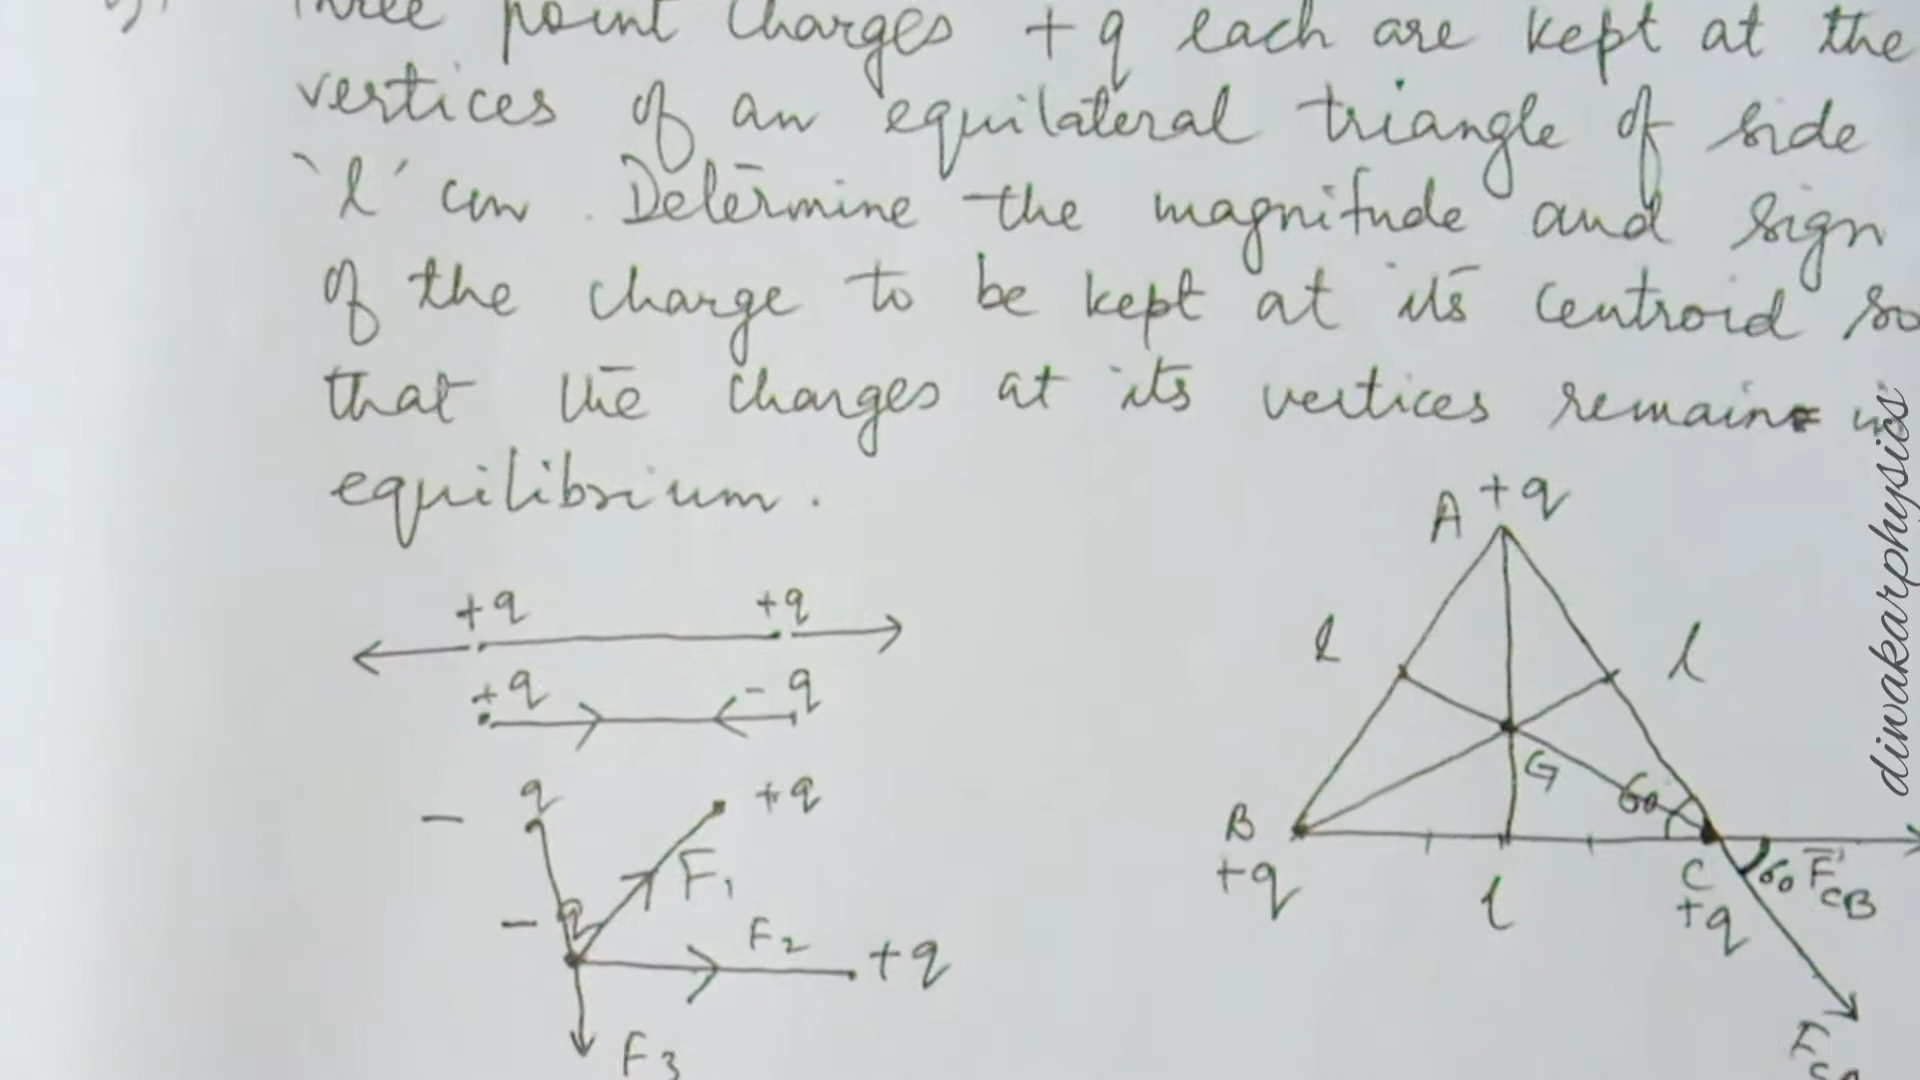 Three point charges +q each are kept at the
vertices of an equilateral triangle of side
'l' cm. Determine the magnitude and sign
of the charge to be kept at its centroid so
that the charges at its vertices remain in
equilibrium.
A +q
+q +q
l l
+q -q
G
60
- q +q
B
+q
l
C
+q
60 F⃗CB
F1
- q
F2 +q
F3
diwakarphysics